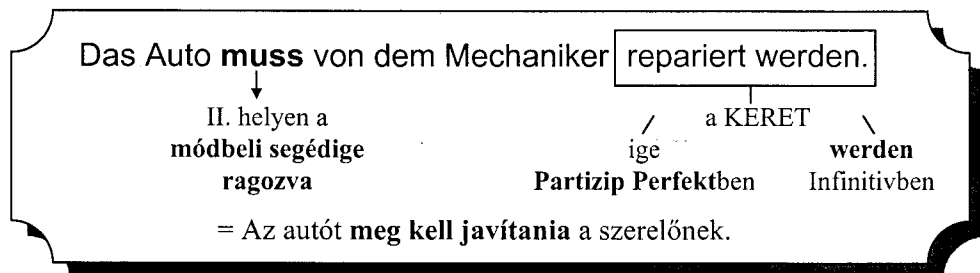 Das Auto muss von dem Mechaniker repariert werden.
II. helyen a
módbeli segédige
ragozva
a KERET
ige
Partizip Perfektben
werden
Infinitivben
= Az autót meg kell javítania a szerelőnek.